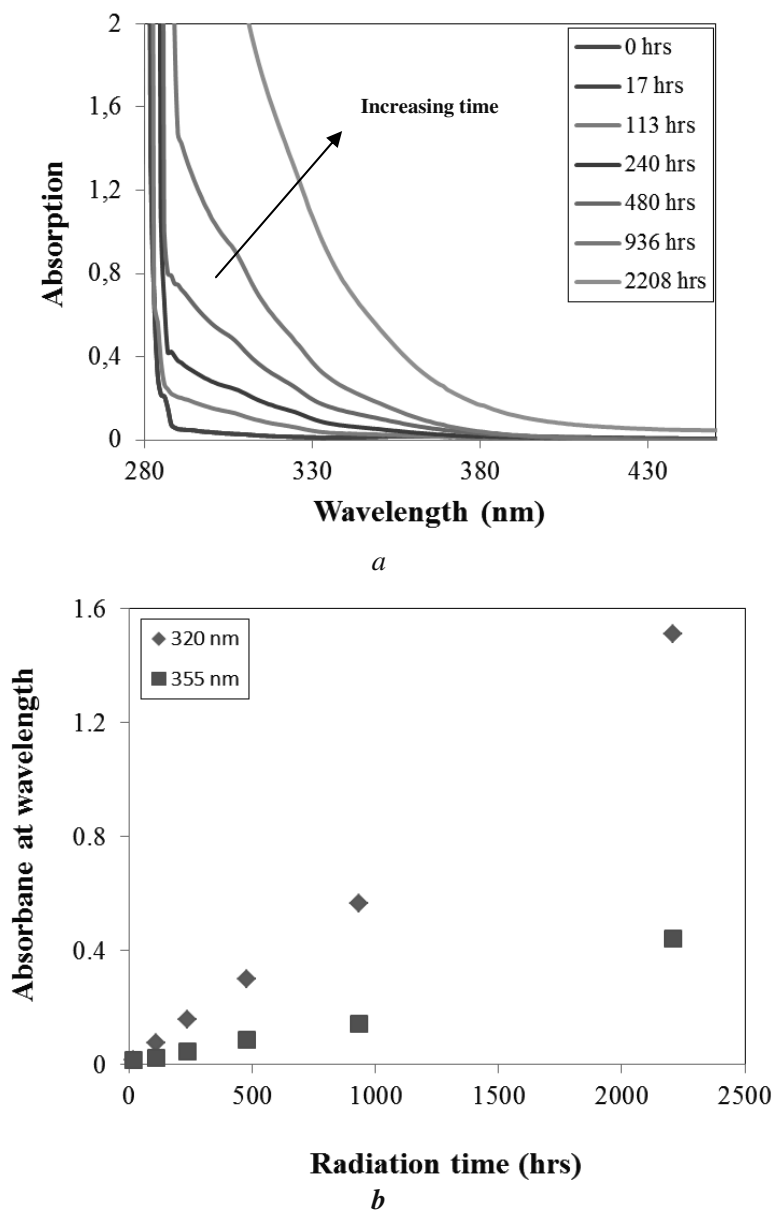 2
1,6
1,2
0,8
0,4
0
Absorption
Increasing time
0 hrs
17 hrs
113 hrs
240 hrs
480 hrs
936 hrs
2208 hrs
280
330
380
430
Wavelength (nm)
a
1.6
1.2
0.8
0.4
0
Absorbane at wavelength
320 nm
355 nm
0
500
1000
1500
2000
2500
Radiation time (hrs)
b